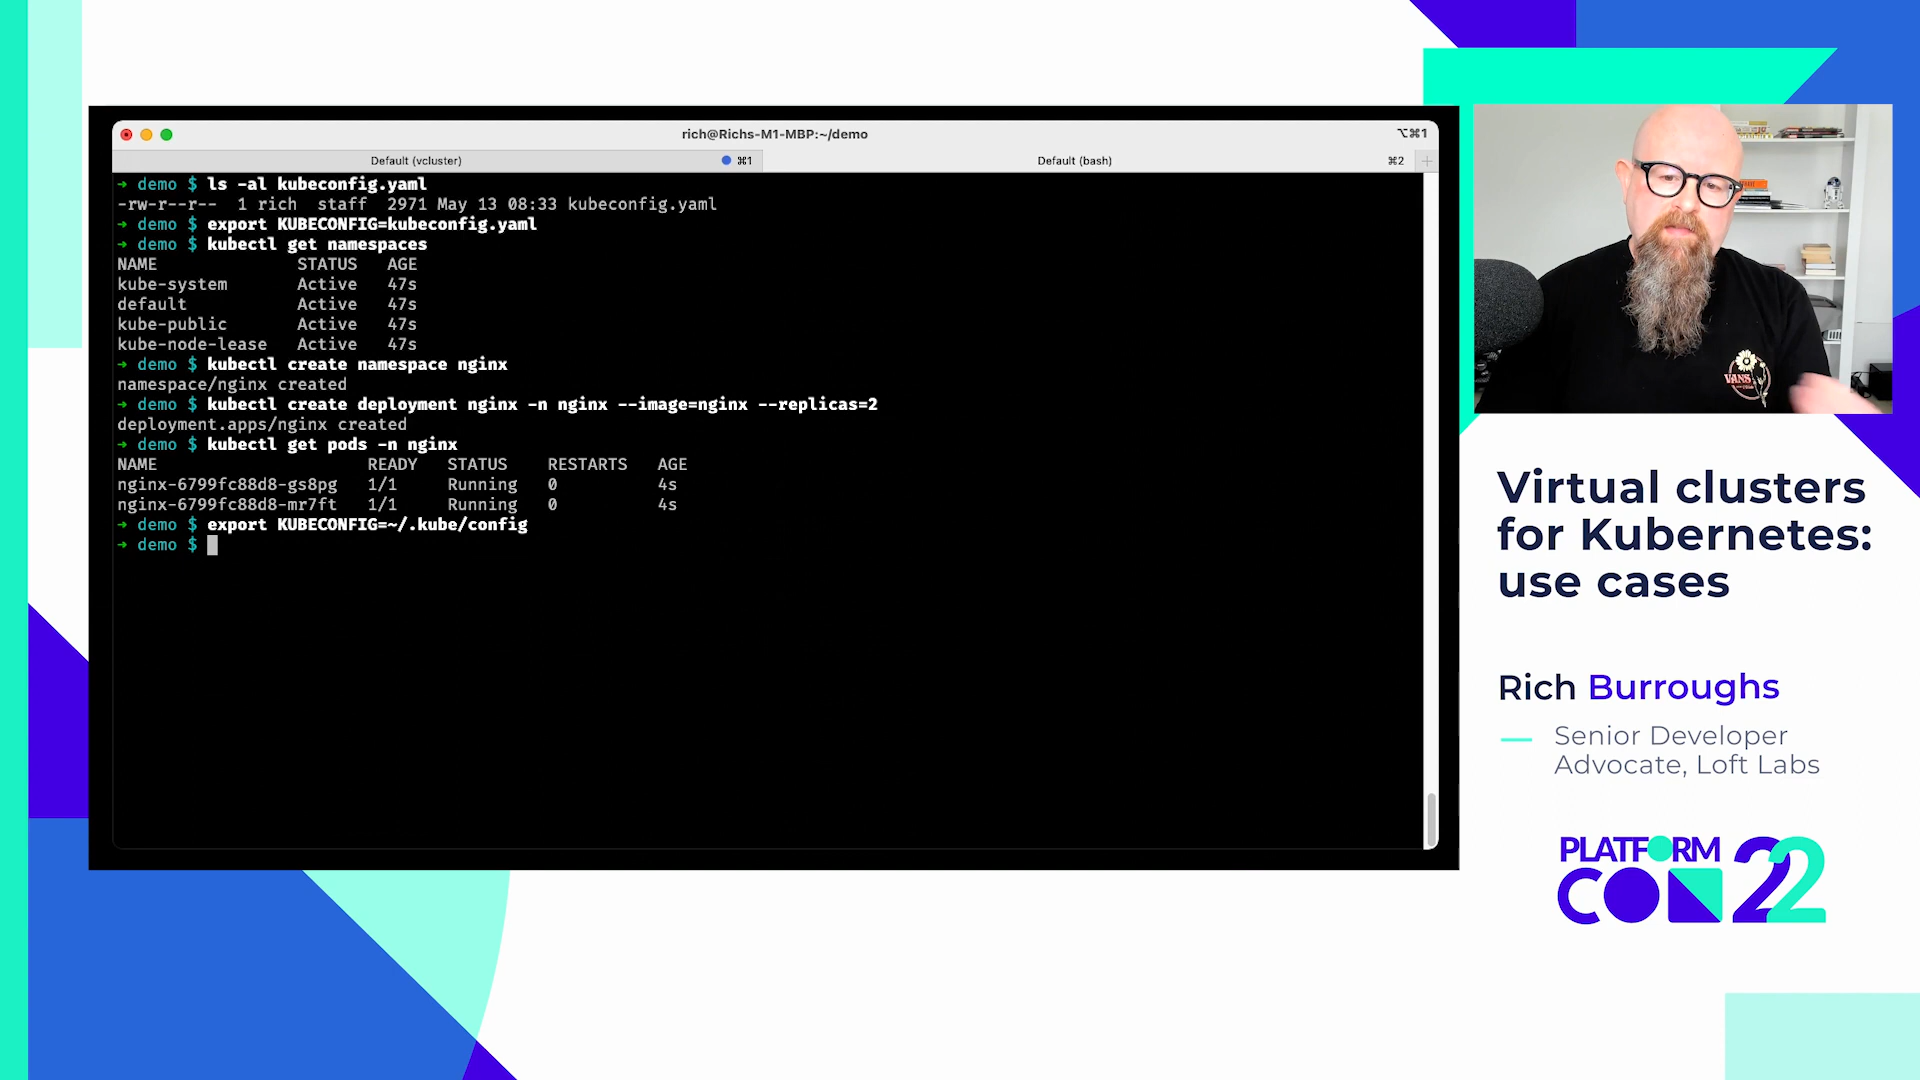 rich@Richs-M1-MBP:~/demo
⌥⌘1
Default (vcluster)
⌘1
Default (bash)
⌘2
→ demo $ ls -al kubeconfig.yaml
-rw-r--r-- 1 rich staff 2971 May 13 08:33 kubeconfig.yaml
→ demo $ export KUBECONFIG=kubeconfig.yaml
→ demo $ kubectl get namespaces
NAME STATUS AGE
kube-system Active 47s
default Active 47s
kube-public Active 47s
kube-node-lease Active 47s
→ demo $ kubectl create namespace nginx
namespace/nginx created
→ demo $ kubectl create deployment nginx -n nginx --image=nginx --replicas=2
deployment.apps/nginx created
→ demo $ kubectl get pods -n nginx
NAME READY STATUS RESTARTS AGE
nginx-6799fc88d8-gs8pg 1/1 Running 0 4s
nginx-6799fc88d8-mr7ft 1/1 Running 0 4s
→ demo $ export KUBECONFIG=~/.kube/config
→ demo $
VANS
Virtual clusters
for Kubernetes:
use cases
Rich Burroughs
Senior Developer
Advocate, Loft Labs
PLATFORM
CON 22